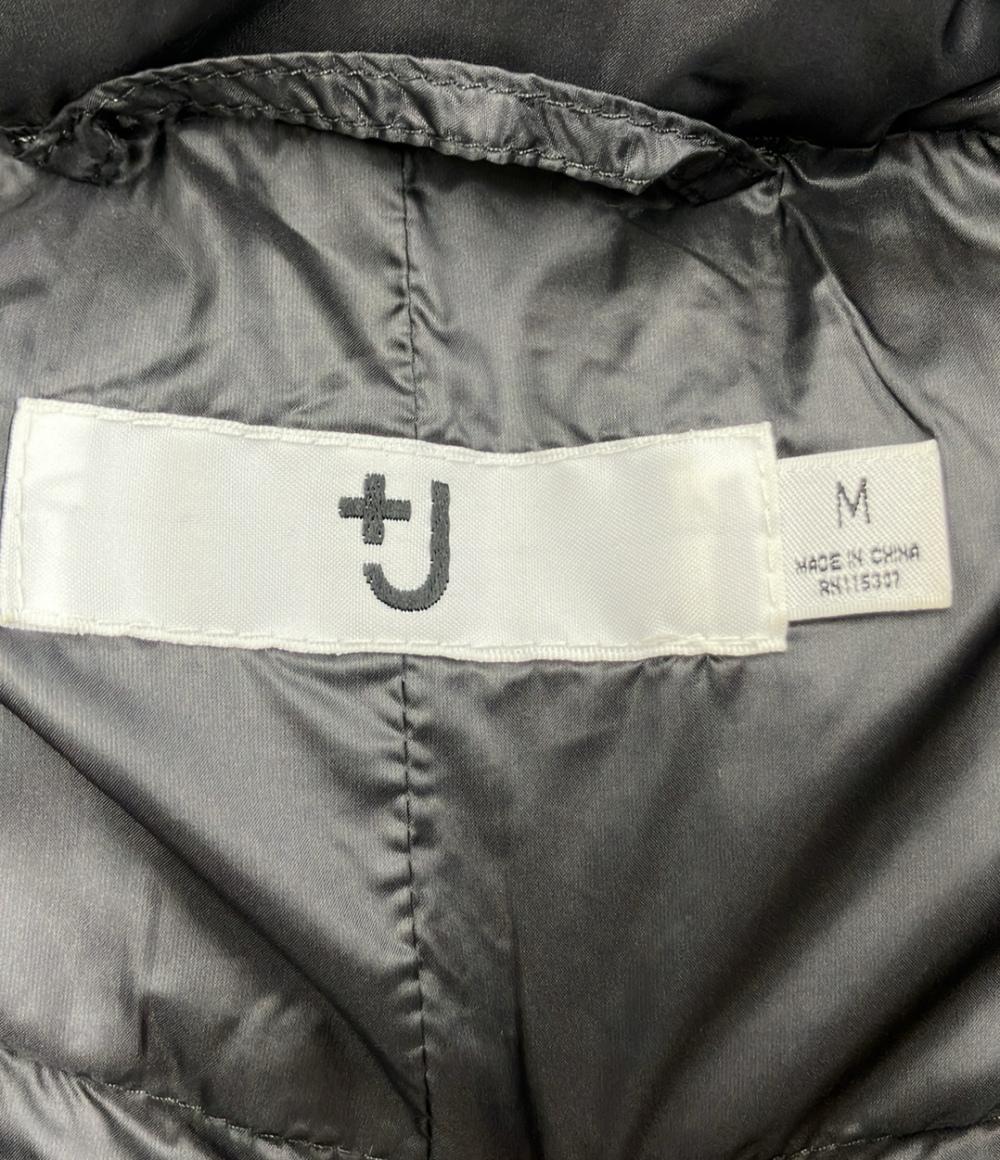 +J
M
MADE IN CHINA
RN115307